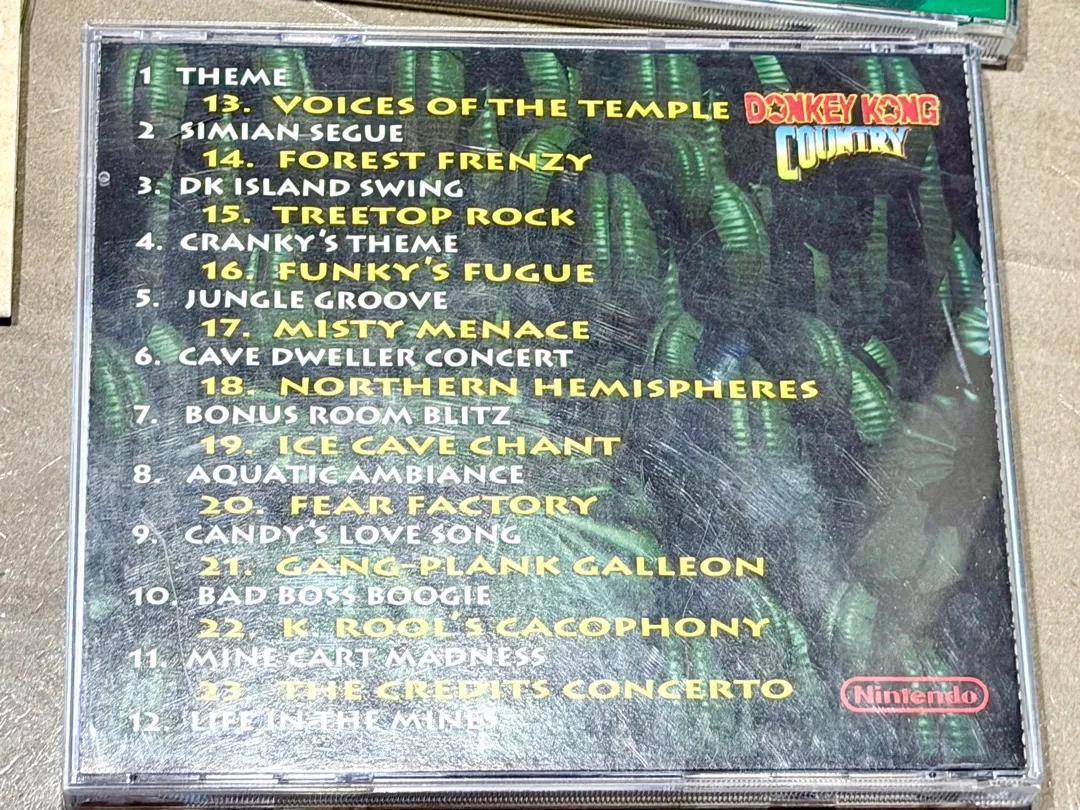 1 THEME
13. VOICES OF THE TEMPLE
DONKEY KONG
COUNTRY
2 SIMIAN SEGUE
14. FOREST FRENZY
3. DK ISLAND SWING
15. TREETOP ROCK
4. CRANKY'S THEME
16. FUNKY'S FUGUE
5. JUNGLE GROOVE
17. MISTY MENACE
6. CAVE DWELLER CONCERT
18. NORTHERN HEMISPHERES
7. BONUS ROOM BLITZ
19. ICE CAVE CHANT
8. AQUATIC AMBIANCE
20. FEAR FACTORY
9. CANDY'S LOVE SONG
21. GANG-PLANK GALLEON
10. BAD BOSS BOOGIE
22. K. ROOL'S CACOPHONY
11. MINE CART MADNESS
23 THE CREDITS CONCERTO
Nintendo
12. LIFE IN THE MINES